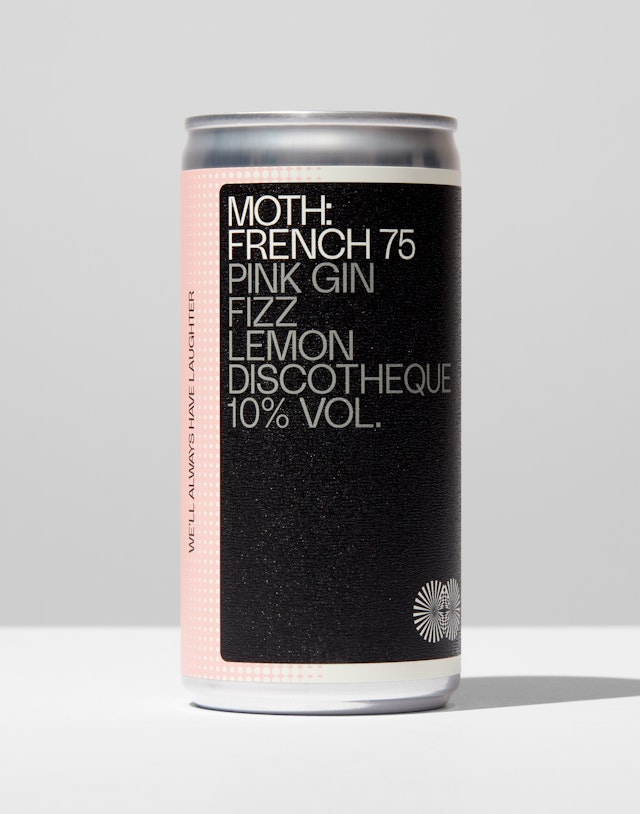 MOTH:
FRENCH 75
PINK GIN
FIZZ
LEMON
DISCOTHEQUE
10% VOL.
WE'LL ALWAYS HAVE LAUGHTER